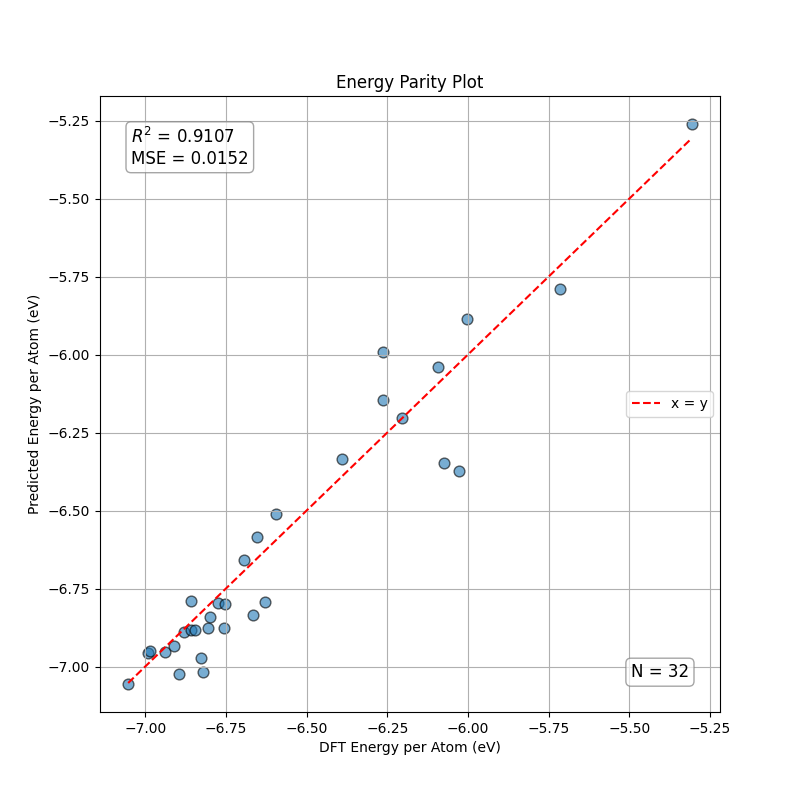 Energy Parity Plot
R² = 0.9107
MSE = 0.0152
x = y
N = 32
−5.25
−5.50
−5.75
−6.00
−6.25
−6.50
−6.75
−7.00
Predicted Energy per Atom (eV)
−7.00 −6.75 −6.50 −6.25 −6.00 −5.75 −5.50 −5.25
DFT Energy per Atom (eV)